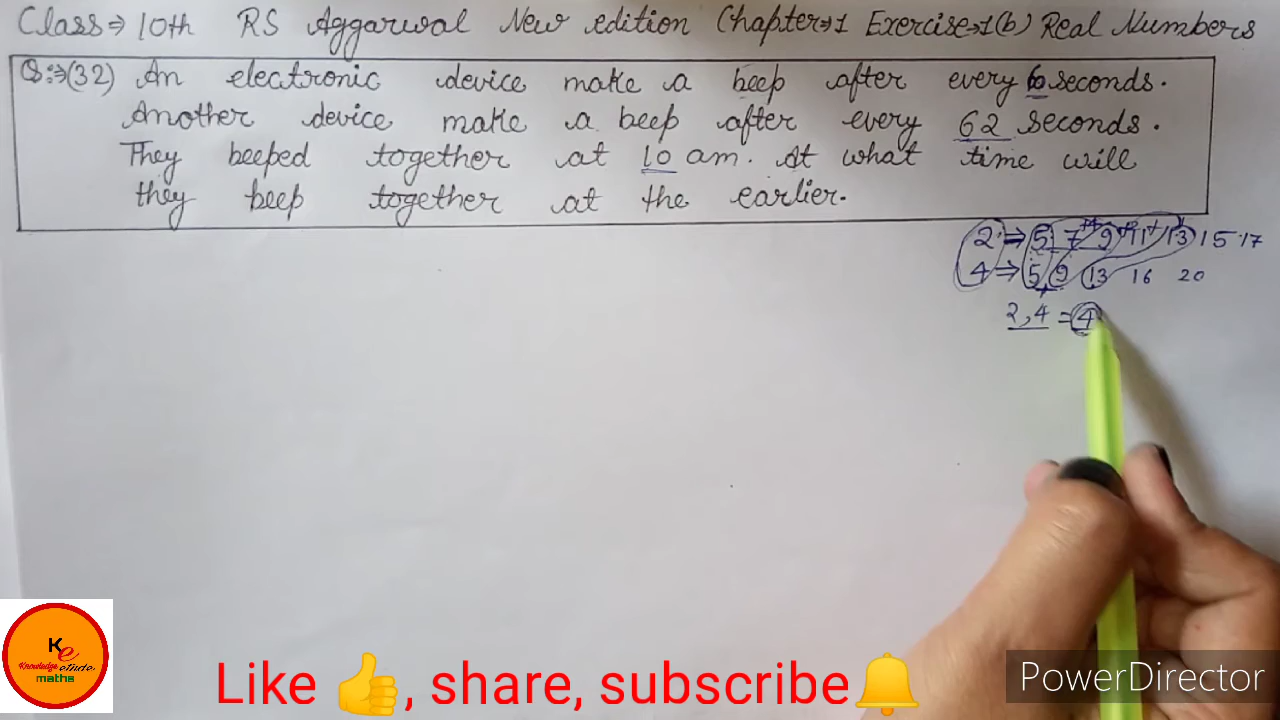 Class⇒ 10th RS Aggarwal New edition Chapter⇒1 Exercise⇒1(b) Real Numbers
Q:⇒(32) An electronic device make a beep after every 60 seconds.
Another device make a beep after every 62 seconds.
They beeped together at 10 am. At what time will
they beep together at the earlier.
2 ⇒ 5 7 9 11 13 15 17
4 ⇒ 5 9 13 16 20
2,4 = 4
Ke
Knowledge etude
maths
Like 👍, share, subscribe🔔
PowerDirector